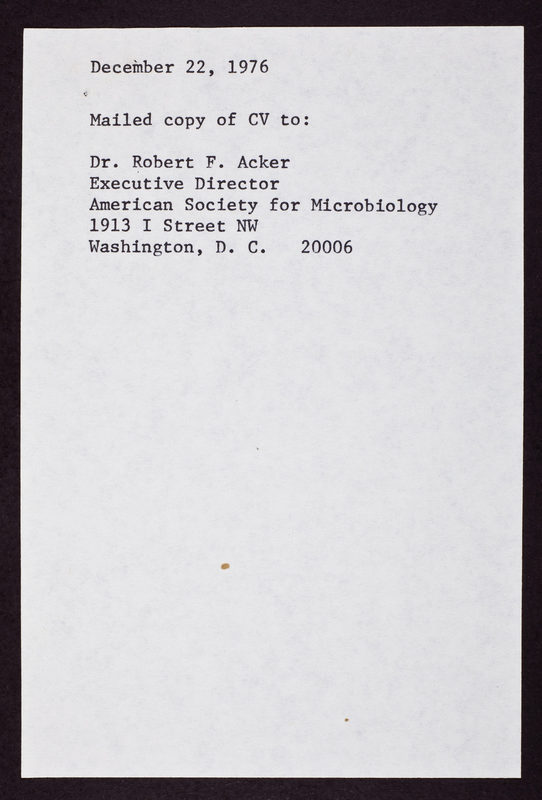 December 22, 1976
Mailed copy of CV to:
Dr. Robert F. Acker
Executive Director
American Society for Microbiology
1913 I Street NW
Washington, D. C.   20006